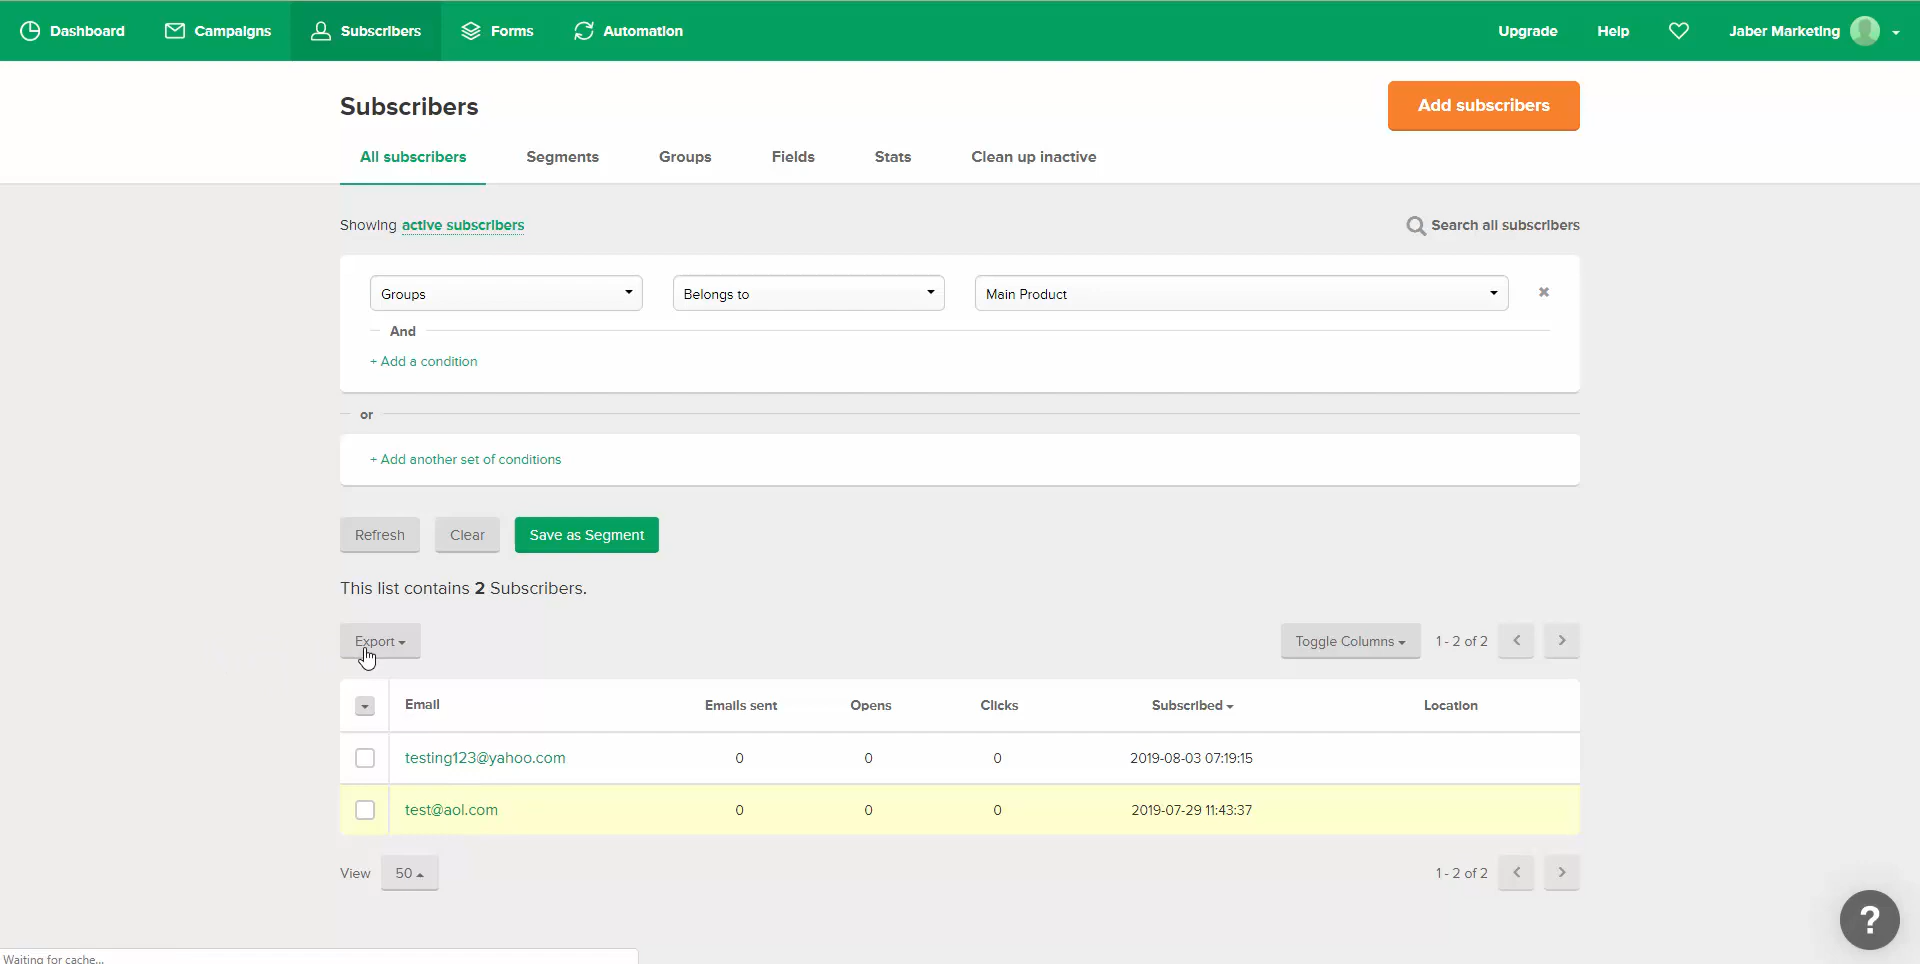 Dashboard Campaigns Subscribers Forms Automation Upgrade Help Jaber Marketing
Subscribers Add subscribers
All subscribers Segments Groups Fields Stats Clean up inactive
Showing active subscribers Search all subscribers
Groups Belongs to Main Product ×
And
+ Add a condition
or
+ Add another set of conditions
Refresh Clear Save as Segment
This list contains 2 Subscribers.
Export Toggle Columns 1 - 2 of 2 < >
Email Emails sent Opens Clicks Subscribed Location
testing123@yahoo.com 0 0 0 2019-08-03 07:19:15
test@aol.com 0 0 0 2019-07-29 11:43:37
View 50 1 - 2 of 2 < >
?
Waiting for cache...